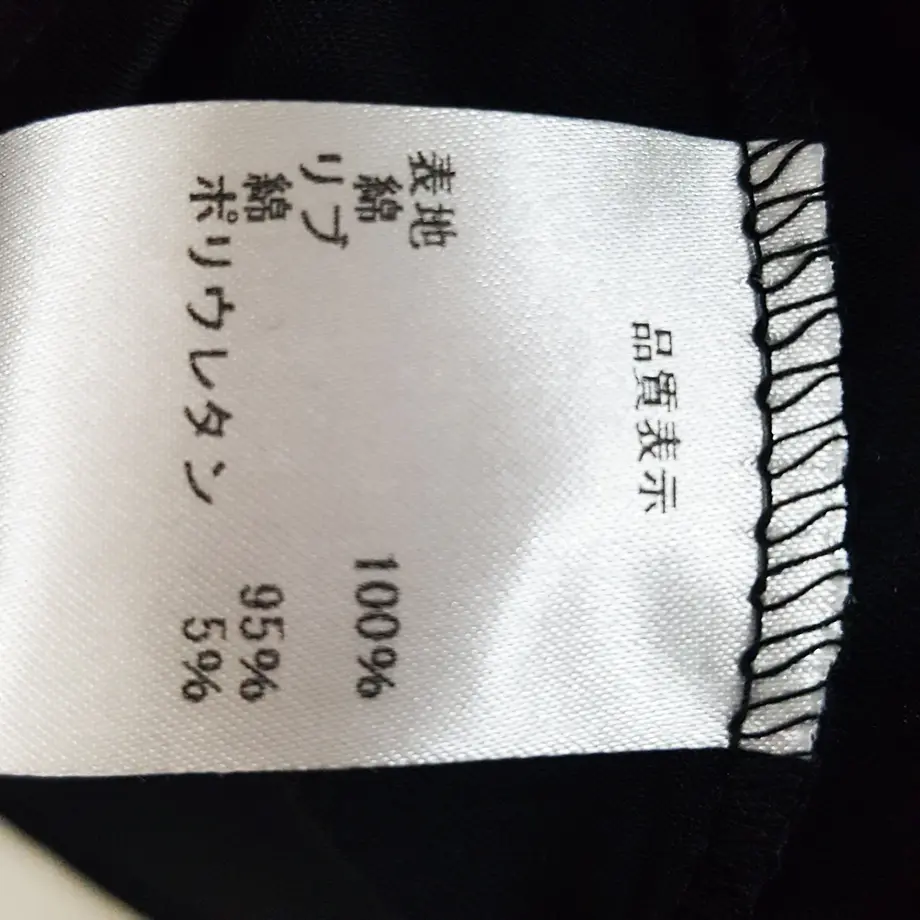 品質表示
表地
綿 100%
リブ
綿 95%
ポリウレタン 5%